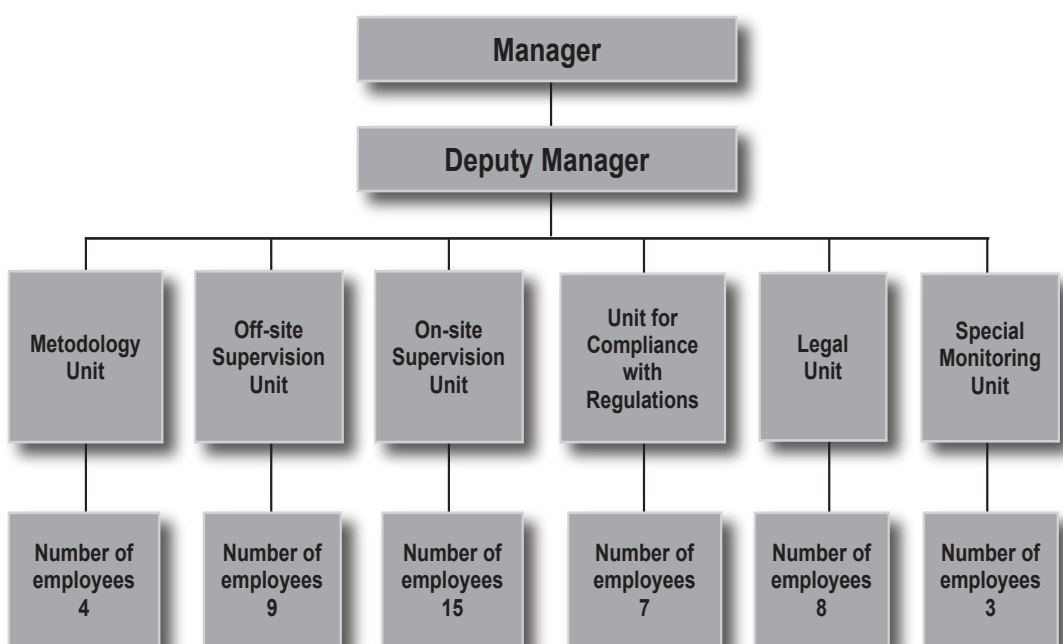 Manager
Deputy Manager
Metodology
Unit
Off-site
Supervision
Unit
On-site
Supervision
Unit
Unit for
Compliance
with
Regulations
Legal
Unit
Special
Monitoring
Unit
Number of
employees
4
Number of
employees
9
Number of
employees
15
Number of
employees
7
Number of
employees
8
Number of
employees
3